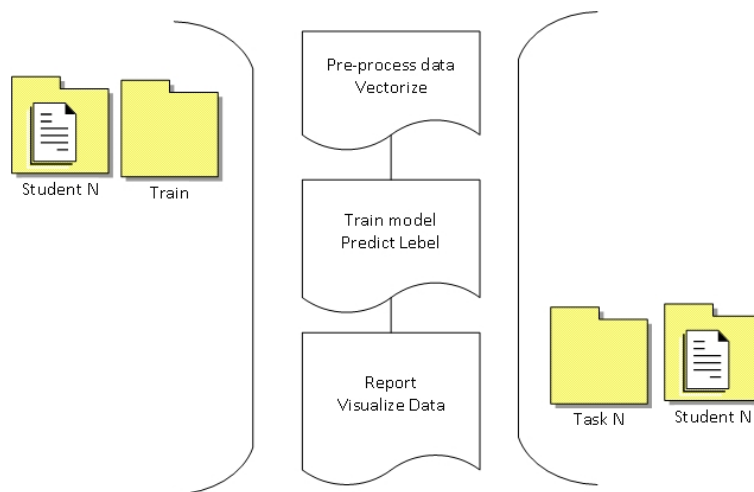 Pre-process data
Vectorize
Student N
Train
Train model
Predict Lebel
Report
Visualize Data
Task N
Student N